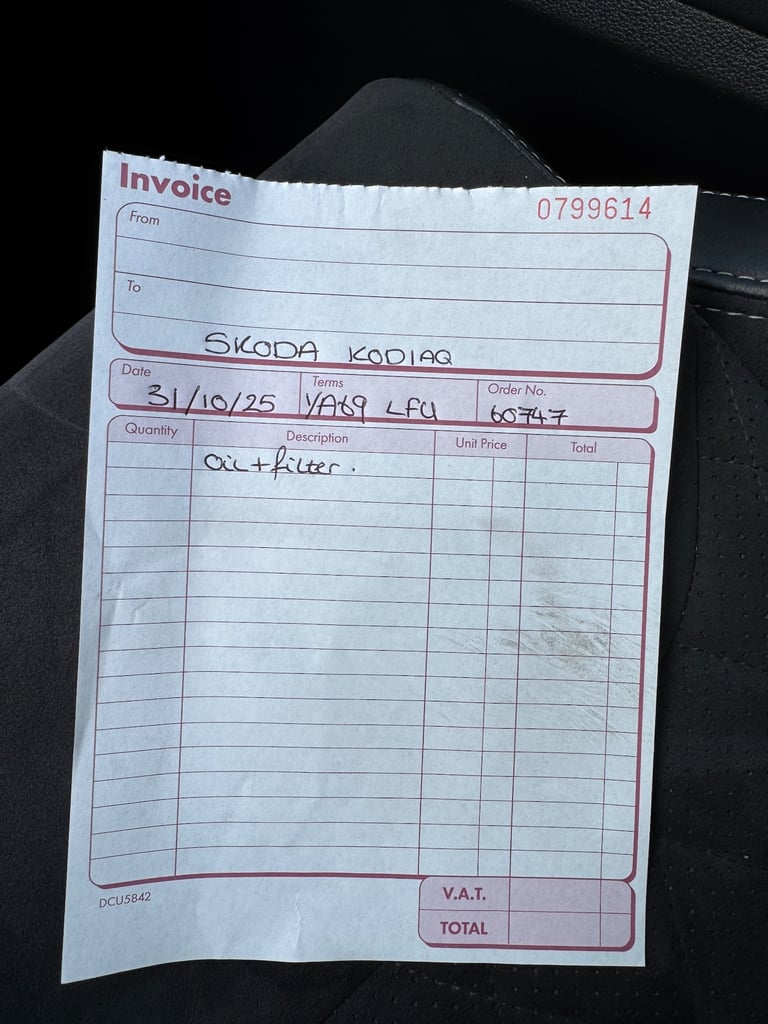 Invoice
0799614
From
To
SKODA KODIAQ
Date
Terms
Order No.
31/10/25
YA69 LFU
60747
Quantity
Description
Unit Price
Total
Oil + filter.
DCU5842
V.A.T.
TOTAL